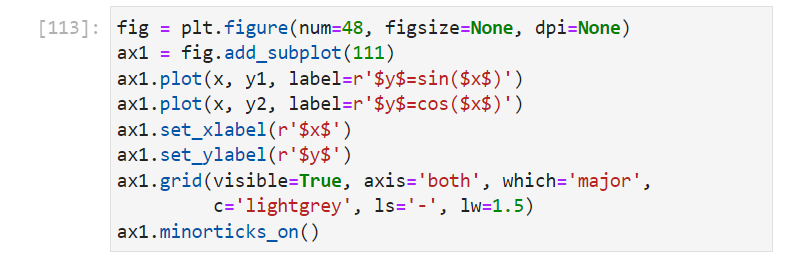 [113]: fig = plt.figure(num=48, figsize=None, dpi=None)
ax1 = fig.add_subplot(111)
ax1.plot(x, y1, label=r'$y$=sin($x$)')
ax1.plot(x, y2, label=r'$y$=cos($x$)')
ax1.set_xlabel(r'$x$')
ax1.set_ylabel(r'$y$')
ax1.grid(visible=True, axis='both', which='major',
         c='lightgrey', ls='-', lw=1.5)
ax1.minorticks_on()